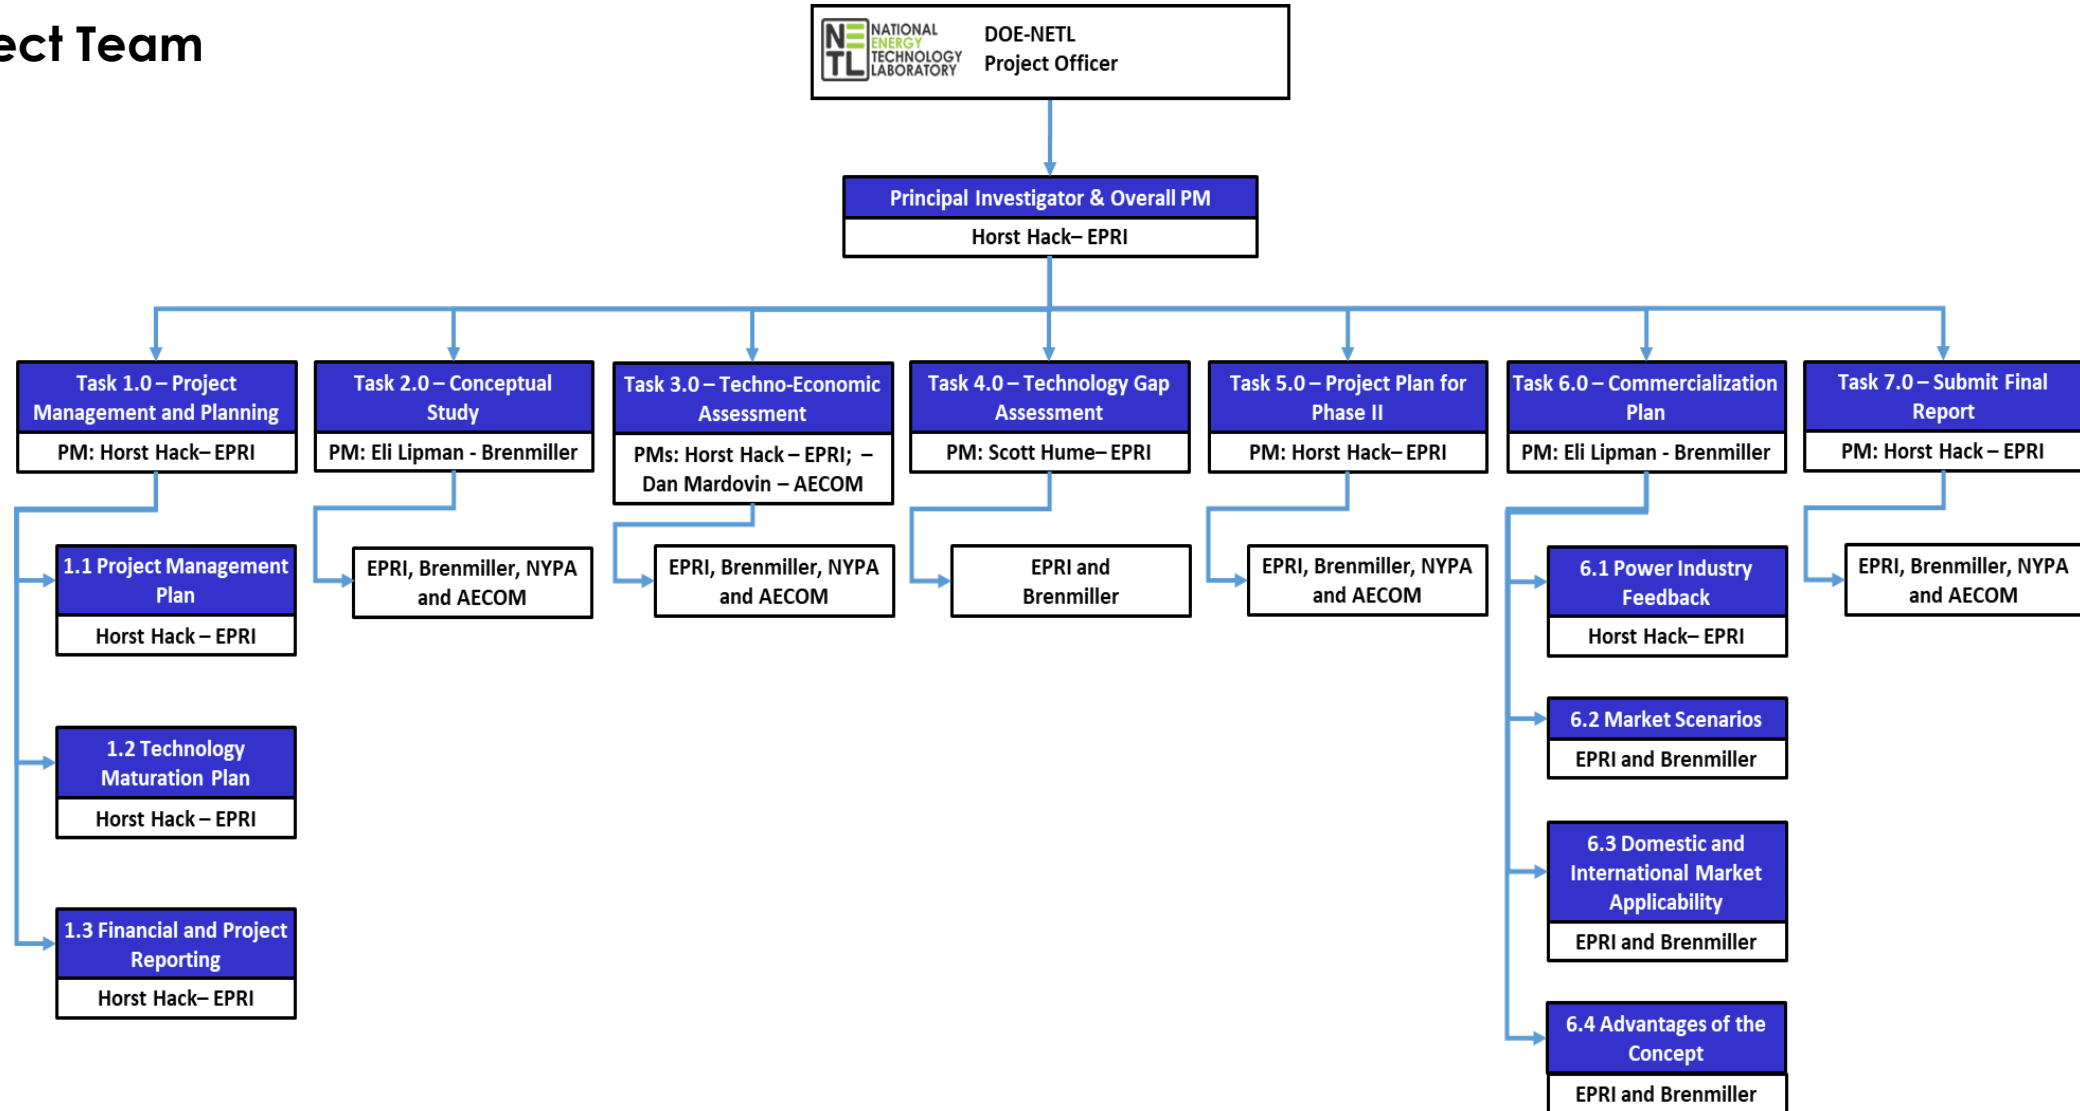 ect Team
NATIONAL
ENERGY
TECHNOLOGY
LABORATORY
NE
TL
DOE-NETL
Project Officer
Principal Investigator & Overall PM
Horst Hack– EPRI
Task 1.0 – Project
Management and Planning
PM: Horst Hack– EPRI
1.1 Project Management
Plan
Horst Hack – EPRI
1.2 Technology
Maturation Plan
Horst Hack – EPRI
1.3 Financial and Project
Reporting
Horst Hack– EPRI
Task 2.0 – Conceptual
Study
PM: Eli Lipman - Brenmiller
EPRI, Brenmiller, NYPA
and AECOM
Task 3.0 – Techno-Economic
Assessment
PMs: Horst Hack – EPRI; –
Dan Mardovin – AECOM
EPRI, Brenmiller, NYPA
and AECOM
Task 4.0 – Technology Gap
Assessment
PM: Scott Hume– EPRI
EPRI and
Brenmiller
Task 5.0 – Project Plan for
Phase II
PM: Horst Hack– EPRI
EPRI, Brenmiller, NYPA
and AECOM
Task 6.0 – Commercialization
Plan
PM: Eli Lipman - Brenmiller
6.1 Power Industry
Feedback
Horst Hack– EPRI
6.2 Market Scenarios
EPRI and Brenmiller
6.3 Domestic and
International Market
Applicability
EPRI and Brenmiller
6.4 Advantages of the
Concept
EPRI and Brenmiller
Task 7.0 – Submit Final
Report
PM: Horst Hack – EPRI
EPRI, Brenmiller, NYPA
and AECOM